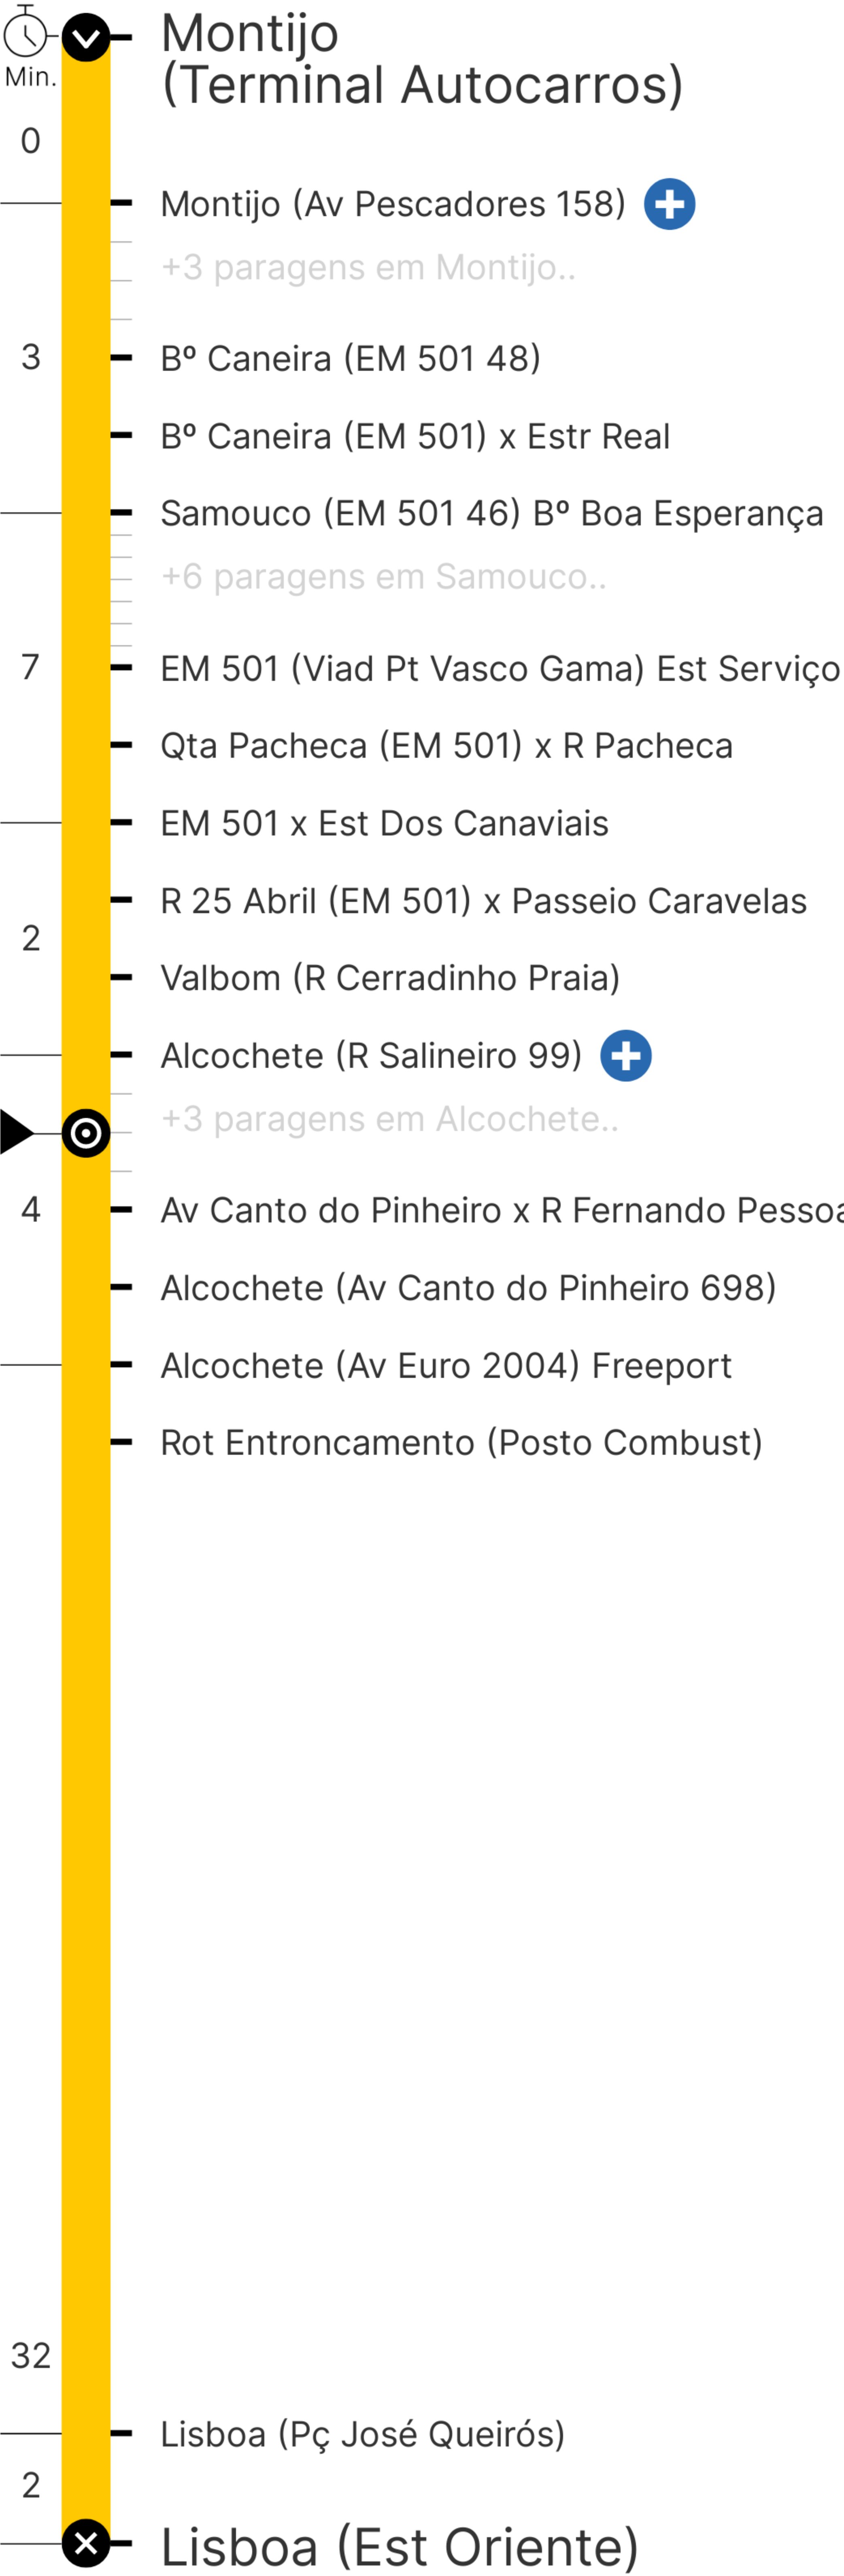 Montijo
(Terminal Autocarros)
Min.
0
Montijo (Av Pescadores 158)
+3 paragens em Montijo..
3
Bº Caneira (EM 501 48)
Bº Caneira (EM 501) x Estr Real
Samouco (EM 501 46) Bº Boa Esperança
+6 paragens em Samouco..
7
EM 501 (Viad Pt Vasco Gama) Est Serviço
Qta Pacheca (EM 501) x R Pacheca
EM 501 x Est Dos Canaviais
R 25 Abril (EM 501) x Passeio Caravelas
2
Valbom (R Cerradinho Praia)
Alcochete (R Salineiro 99)
+3 paragens em Alcochete..
4
Av Canto do Pinheiro x R Fernando Pessoa
Alcochete (Av Canto do Pinheiro 698)
Alcochete (Av Euro 2004) Freeport
Rot Entroncamento (Posto Combust)
32
Lisboa (Pç José Queirós)
2
Lisboa (Est Oriente)